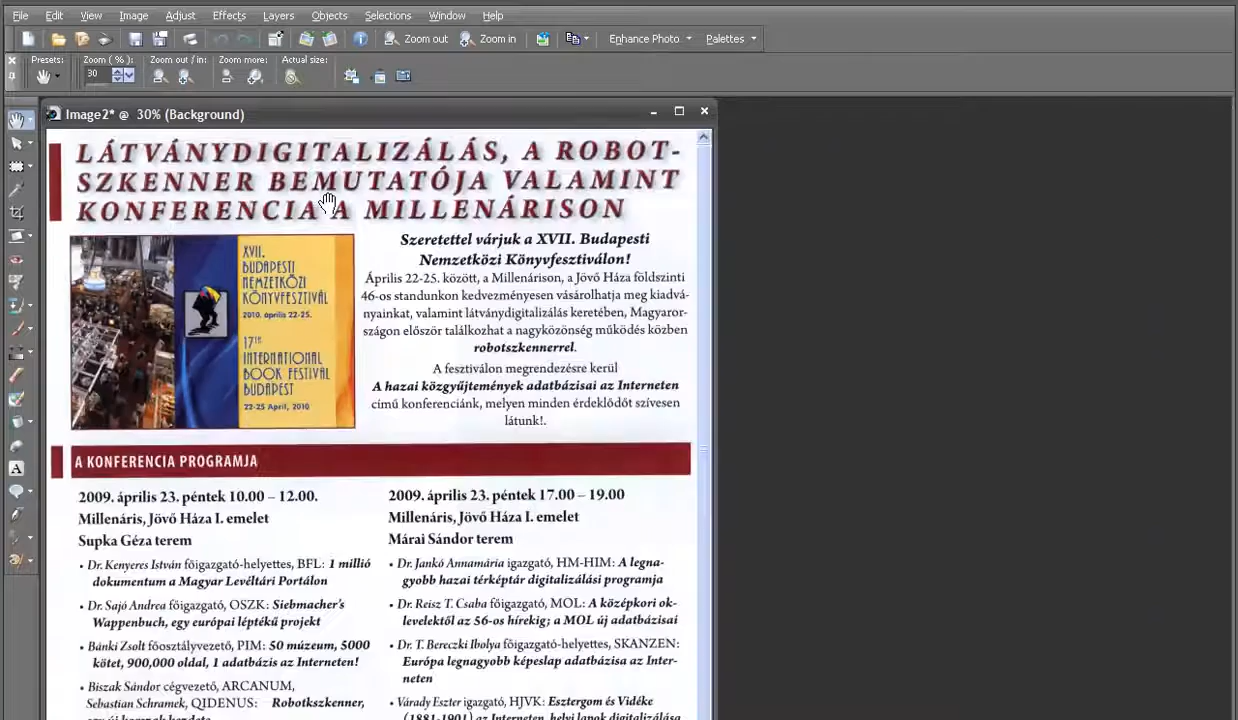 File Edit View Image Adjust Effects Layers Objects Selections Window Help
Zoom out Zoom in Enhance Photo Palettes
Presets: Zoom ( % ): Zoom out / in: Zoom more: Actual size:
30
Image2* @ 30% (Background)
LÁTVÁNYDIGITALIZÁLÁS, A ROBOT-
SZKENNER BEMUTATÓJA VALAMINT
KONFERENCIA A MILLENÁRISON
XVII.
BUDAPESTI
NEMZETKÖZI
KÖNYVFESZTIVÁL
2010. április 22-25.
17TH
INTERNATIONAL
BOOK FESTIVAL
BUDAPEST
22-25 April, 2010
Szeretettel várjuk a XVII. Budapesti
Nemzetközi Könyvfesztiválon!
Április 22-25. között, a Millenárison, a Jövő Háza földszinti
46-os standunkon kedvezményesen vásárolhatja meg kiadvá-
nyainkat, valamint látványdigitalizálás keretében, Magyaror-
szágon először találkozhat a nagyközönség működés közben
robotszkennerrel.
A fesztiválon megrendezésre kerül
A hazai közgyűjtemények adatbázisai az Interneten
című konferenciánk, melyen minden érdeklődőt szívesen
látunk!.
A KONFERENCIA PROGRAMJA
2009. április 23. péntek 10.00 – 12.00.
Millenáris, Jövő Háza I. emelet
Supka Géza terem
• Dr. Kenyeres István főigazgató-helyettes, BFL: 1 millió
dokumentum a Magyar Levéltári Portálon
• Dr. Sajó Andrea főigazgató, OSZK: Siebmacher's
Wappenbuch, egy európai léptékű projekt
• Bánki Zsolt főosztályvezető, PIM: 50 múzeum, 5000
kötet, 900,000 oldal, 1 adatbázis az Interneten!
• Biszak Sándor cégvezető, ARCANUM,
Sebastian Schramek, QIDENUS: Robotkszkenner,
egy új korszak kezdete
2009. április 23. péntek 17.00 – 19.00
Millenáris, Jövő Háza I. emelet
Márai Sándor terem
• Dr. Jankó Annamária igazgató, HM-HIM: A legna-
gyobb hazai térképtár digitalizálási programja
• Dr. Reisz T. Csaba főigazgató, MOL: A középkori ok-
levelektől az 56-os hírekig; a MOL új adatbázisai
• Dr. T. Bereczki Ibolya főigazgató-helyettes, SKANZEN:
Európa legnagyobb képeslap adatbázisa az Inter-
neten
• Várady Eszter igazgató, HJVK: Esztergom és Vidéke
(1881-1901) az Interneten, helyi lapok digitalizálása